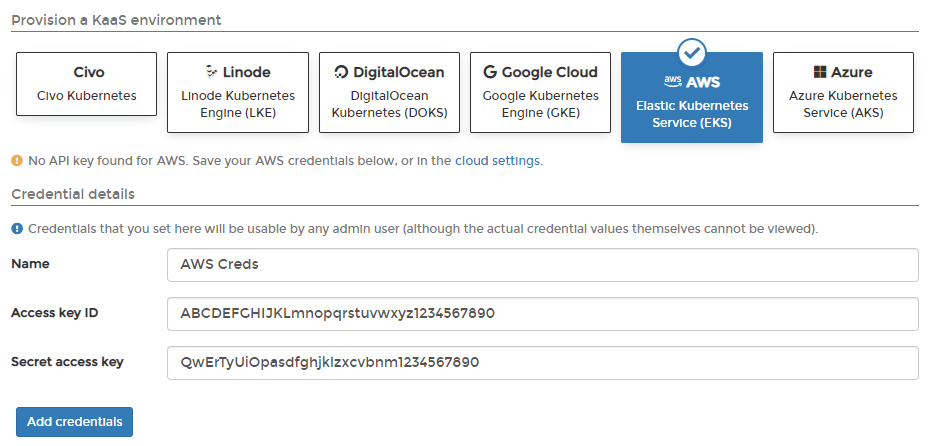 Provision a KaaS environment
Civo
Civo Kubernetes
Linode
Linode Kubernetes
Engine (LKE)
DigitalOcean
DigitalOcean
Kubernetes (DOKS)
Google Cloud
Google Kubernetes
Engine (GKE)
aws AWS
Elastic Kubernetes
Service (EKS)
Azure
Azure Kubernetes
Service (AKS)
No API key found for AWS. Save your AWS credentials below, or in the cloud settings.
Credential details
Credentials that you set here will be usable by any admin user (although the actual credential values themselves cannot be viewed).
Name
AWS Creds
Access key ID
ABCDEFGHIJKLmnopqrstuvwxyz1234567890
Secret access key
QwErTyUiOpasdfghjklzxcvbnm1234567890
Add credentials